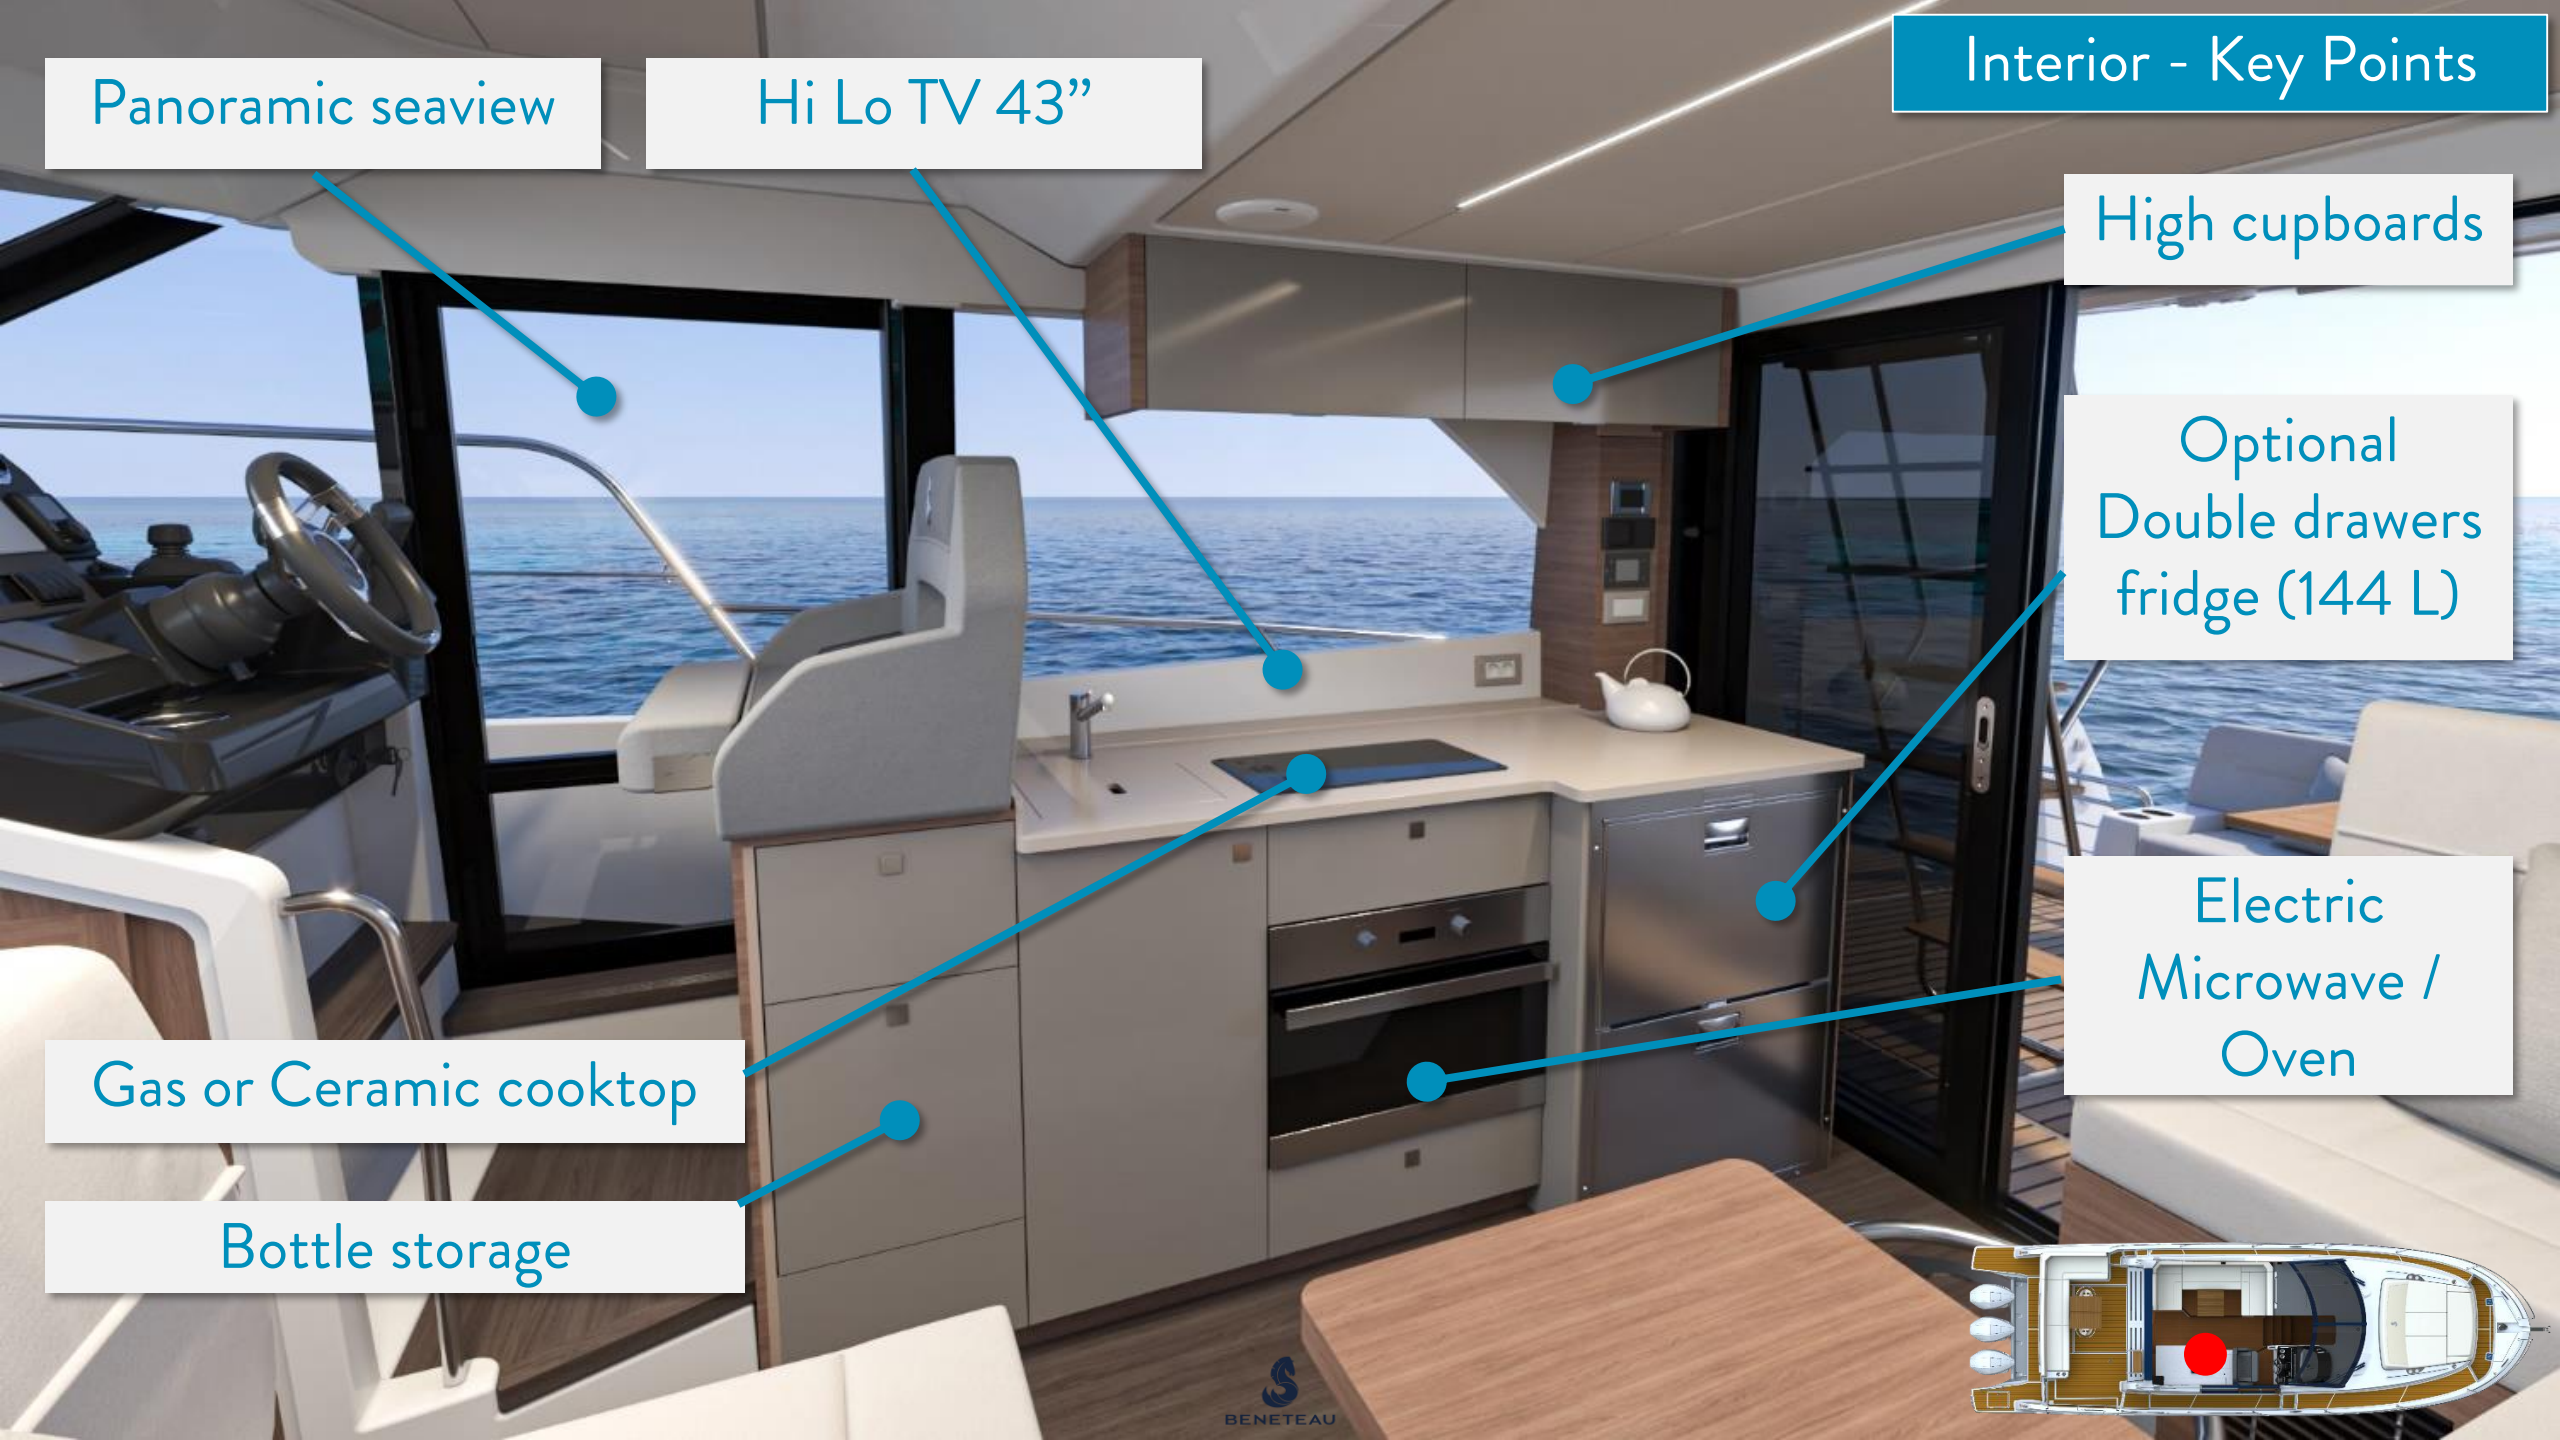 Interior - Key Points
Panoramic seaview
Hi Lo TV 43”
High cupboards
Optional
Double drawers
fridge (144 L)
Electric
Microwave /
Oven
Gas or Ceramic cooktop
Bottle storage
BENETEAU